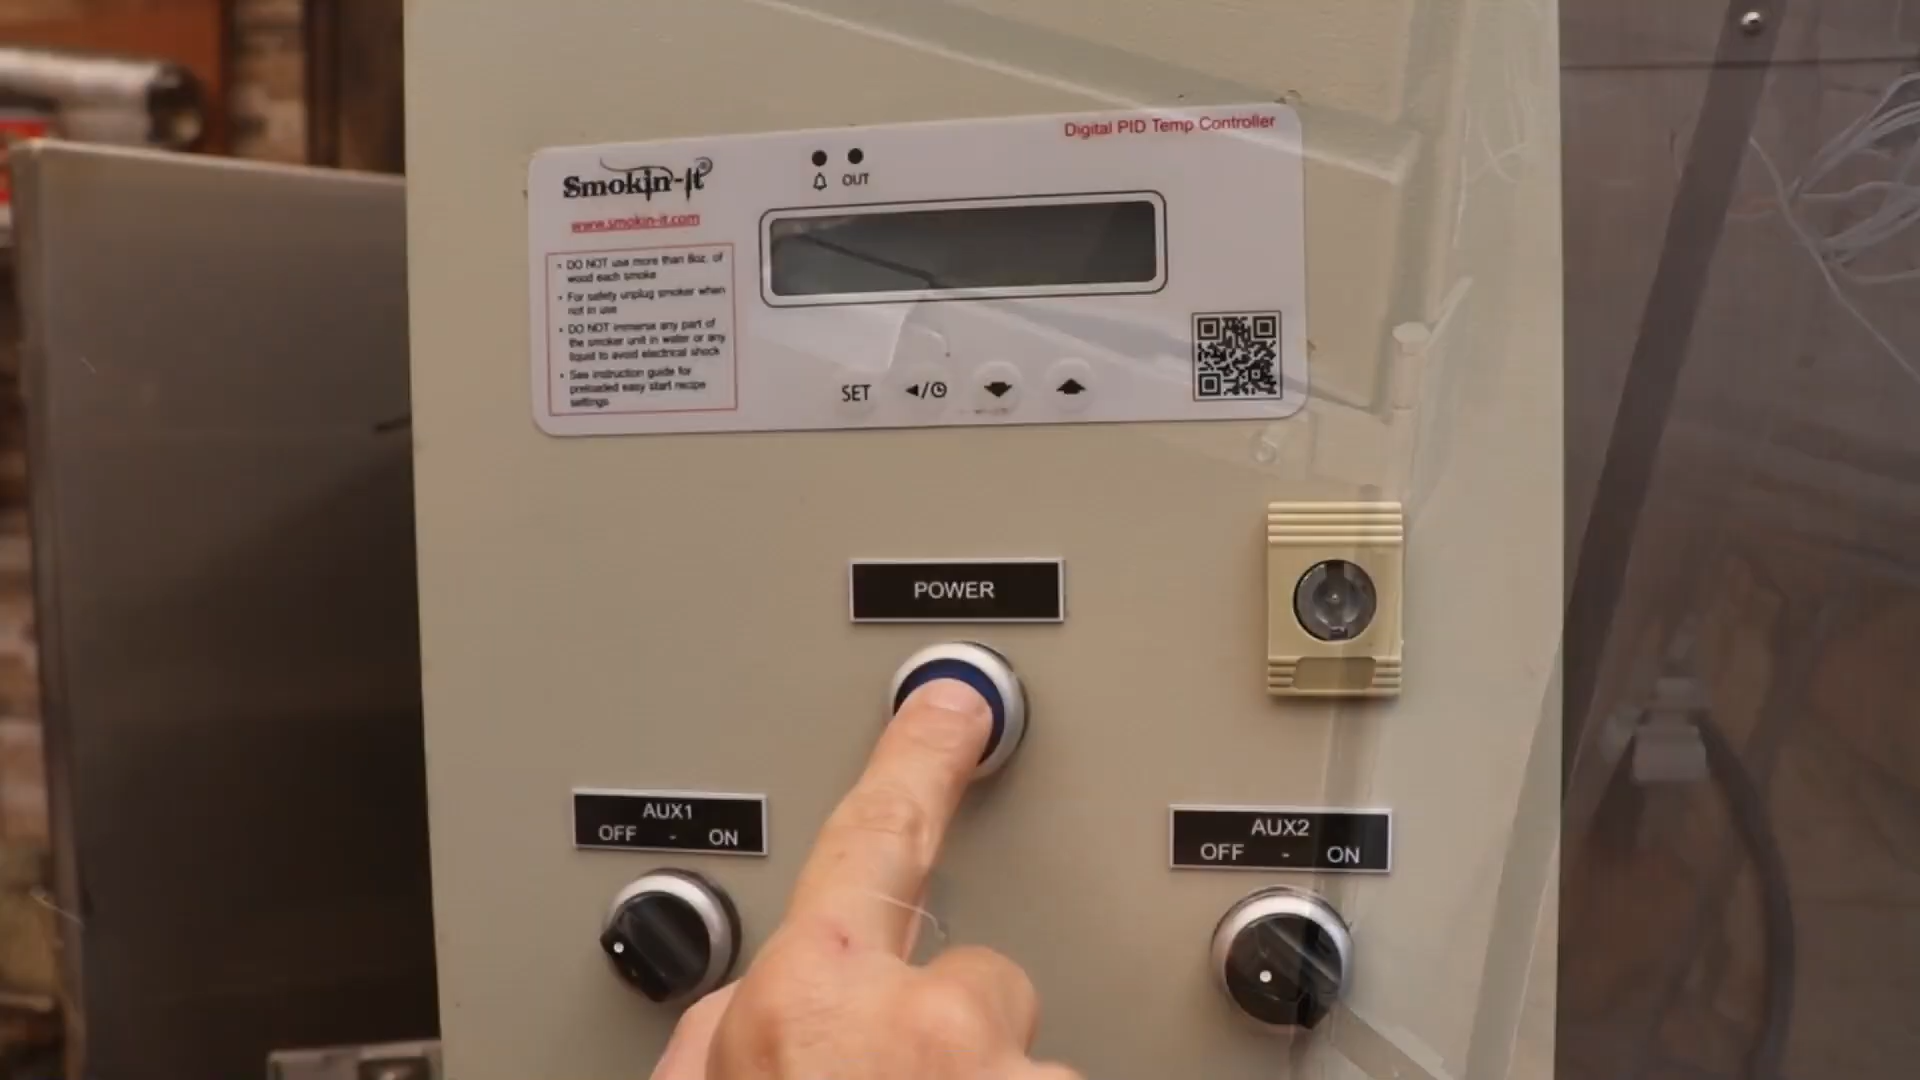 Digital PID Temp Controller
Smokin-It®
www.smokin-it.com
OUT
• DO NOT use more than 8oz. of
wood each smoke
• For safety unplug smoker when
not in use
• DO NOT immerse any part of
the smoker unit in water or any
liquid to avoid electrical shock
• See instruction guide for
preloaded easy start recipe
settings
SET
◄/
POWER
AUX1
OFF - ON
AUX2
OFF - ON